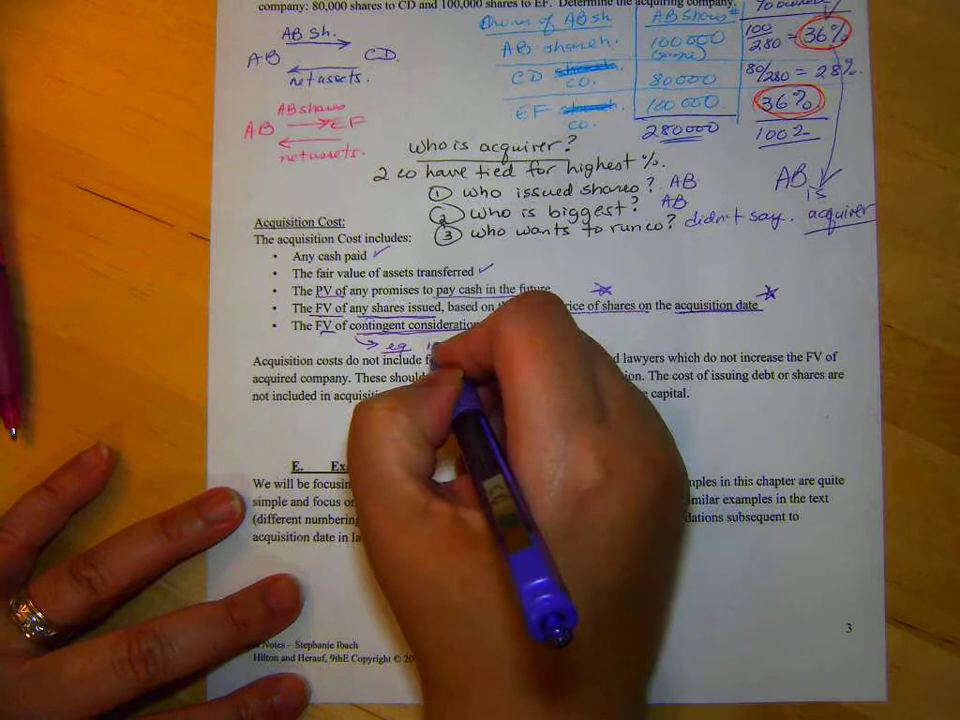 company: 80,000 shares to CD and 100,000 shares to EF. Determine the acquiring company.
AB Sh.
AB CD.
net assets.
AB shares
AB EF
net assets.
Owner of AB sh AB Shares #
AB shareh. 100 000 100/280 = 36%
CD co. 80000 80/280 = 28%.
EF co. 100 000 36%
280000 100%
Who is acquirer?
2 co have tied for highest %.
① who issued shares? AB
② who is biggest? AB
③ who wants to run co? didn't say.
AB is acquirer
Acquisition Cost:
The acquisition Cost includes:
• Any cash paid ✓
• The fair value of assets transferred ✓
• The PV of any promises to pay cash in the future
• The FV of any shares issued, based on rice of shares on the acquisition date
• The FV of contingent consideratio
eg
Acquisition costs do not include f d lawyers which do not increase the FV of
acquired company. These shoul ion. The cost of issuing debt or shares are
not included in acquisiti e capital.
E. Ex
We will be focusin mples in this chapter are quite
simple and focus o imilar examples in the text
(different numbering dations subsequent to
acquisition date in la
3
Notes – Stephanie Ibach
Hilton and Herauf, 9thE Copyright © 20